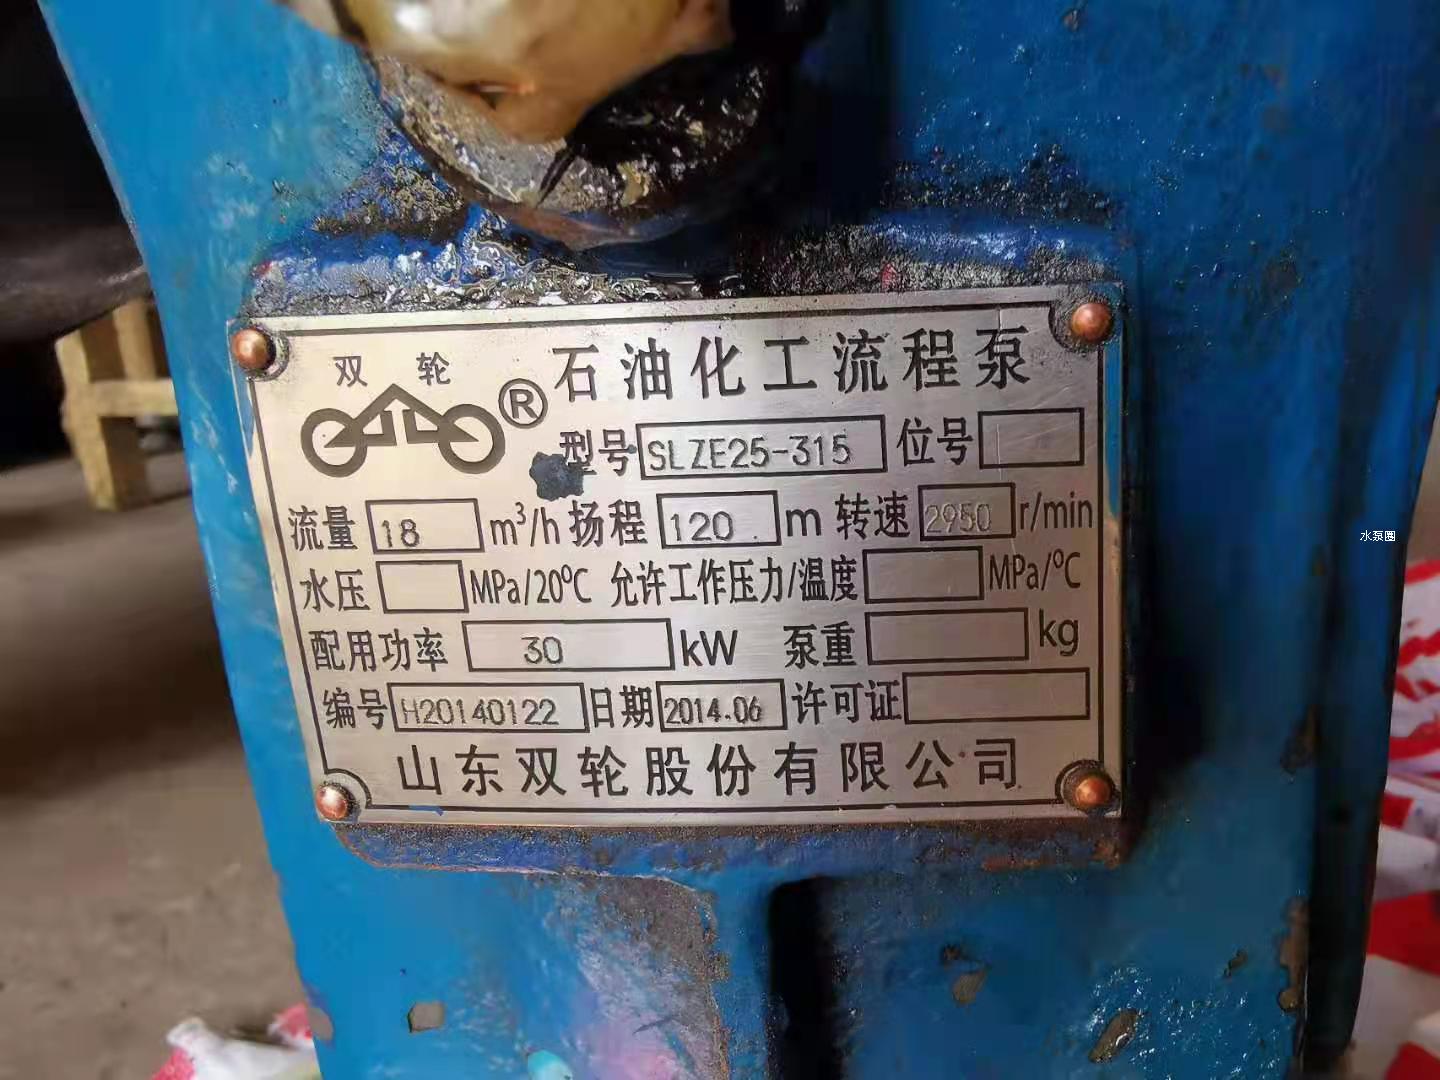 双轮
®
石油化工流程泵
型号 SLZE25-315 位号
流量 18 m³/h 扬程 120 m 转速 2950 r/min
水压 MPa/20⁰C 允许工作压力/温度 MPa/⁰C
配用功率 30 kW 泵重 kg
编号 H20140122 日期 2014.06 许可证
山东双轮股份有限公司
水泵圈